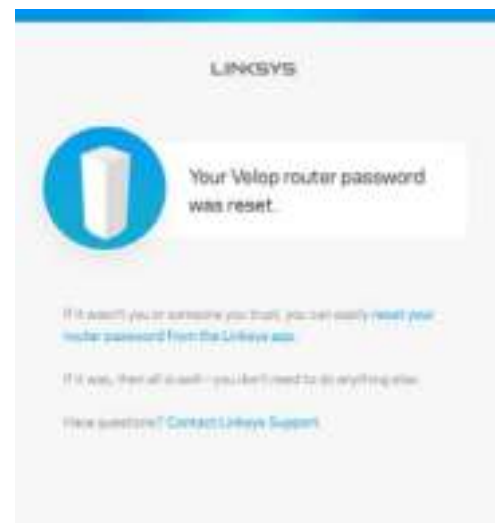 LINKSYS
Your Velop router password
was reset.
If it wasn't you or someone you trust, you can easily reset your
router password from the Linksys app.
If it was, then all is well - you don't need to do anything else.
Have questions? Contact Linksys Support.